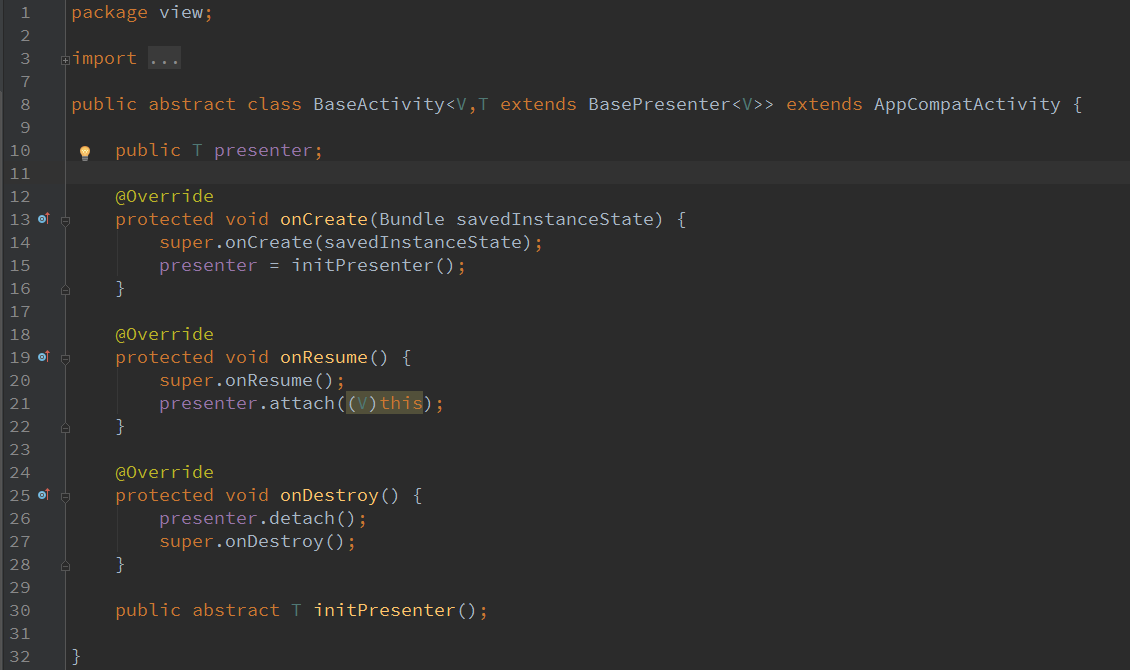 1 package view;
2
3 import ...
7
8 public abstract class BaseActivity<V,T extends BasePresenter<V>> extends AppCompatActivity {
9
10     public T presenter;
11
12     @Override
13     protected void onCreate(Bundle savedInstanceState) {
14         super.onCreate(savedInstanceState);
15         presenter = initPresenter();
16     }
17
18     @Override
19     protected void onResume() {
20         super.onResume();
21         presenter.attach((V)this);
22     }
23
24     @Override
25     protected void onDestroy() {
26         presenter.detach();
27         super.onDestroy();
28     }
29
30     public abstract T initPresenter();
31
32 }